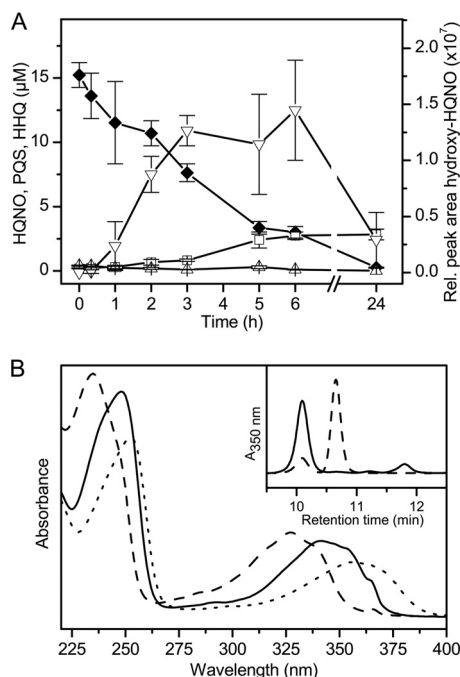 A
HQNO, PQS, HHQ (µM)
15
10
5
0
Rel. peak area hydroxy-HQNO (x10⁷)
2.0
1.5
1.0
0.5
0.0
0 1 2 3 4 5 6 24
Time (h)
B
Absorbance
A350 nm
10 11 12
Retention time (min)
225 250 275 300 325 350 375 400
Wavelength (nm)